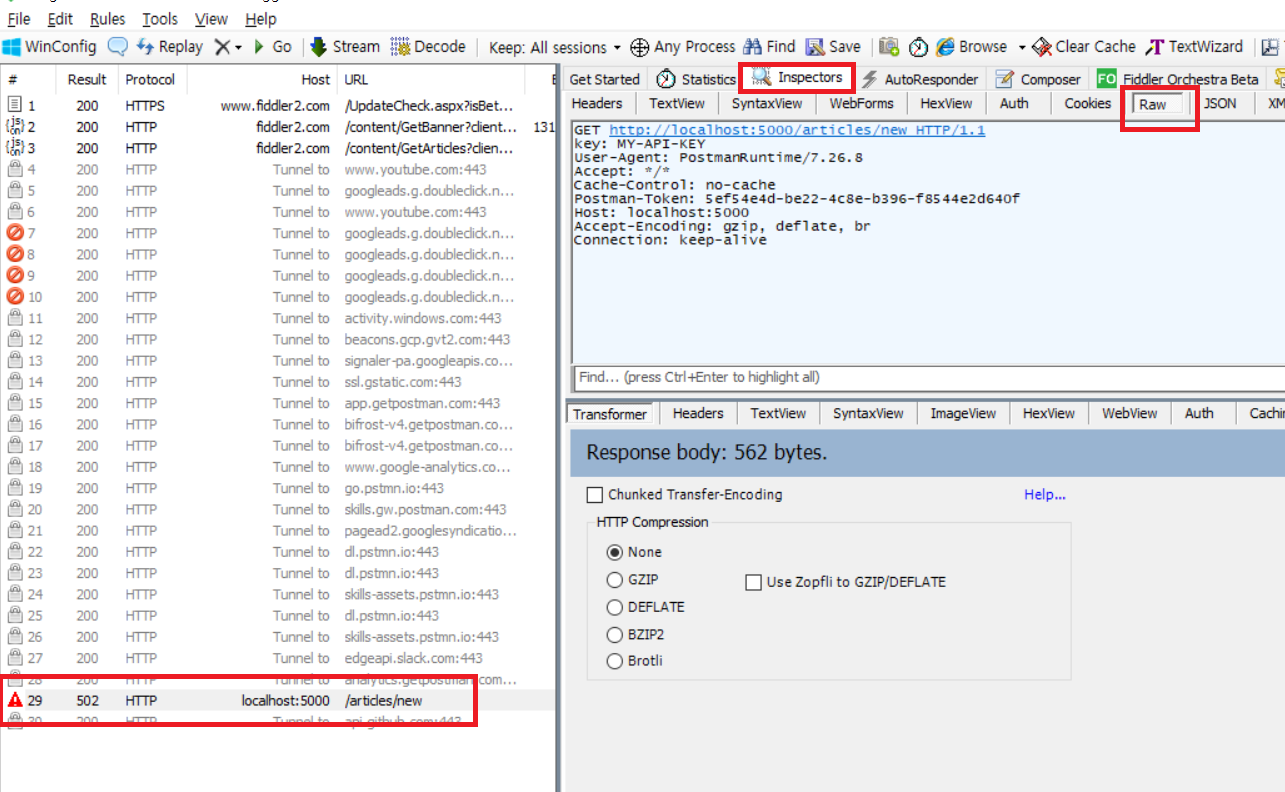 File Edit Rules Tools View Help
WinConfig Replay Go Stream Decode Keep: All sessions Any Process Find Save Browse Clear Cache TextWizard
# Result Protocol Host URL
1 200 HTTPS www.fiddler2.com /UpdateCheck.aspx?isBet...
2 200 HTTP fiddler2.com /content/GetBanner?client... 131
3 200 HTTP fiddler2.com /content/GetArticles?clien...
4 200 HTTP Tunnel to www.youtube.com:443
5 200 HTTP Tunnel to googleads.g.doubleclick.n...
6 200 HTTP Tunnel to www.youtube.com:443
7 200 HTTP Tunnel to googleads.g.doubleclick.n...
8 200 HTTP Tunnel to googleads.g.doubleclick.n...
9 200 HTTP Tunnel to googleads.g.doubleclick.n...
10 200 HTTP Tunnel to googleads.g.doubleclick.n...
11 200 HTTP Tunnel to activity.windows.com:443
12 200 HTTP Tunnel to beacons.gcp.gvt2.com:443
13 200 HTTP Tunnel to signaler-pa.googleapis.co...
14 200 HTTP Tunnel to ssl.gstatic.com:443
15 200 HTTP Tunnel to app.getpostman.com:443
16 200 HTTP Tunnel to bifrost-v4.getpostman.co...
17 200 HTTP Tunnel to bifrost-v4.getpostman.co...
18 200 HTTP Tunnel to www.google-analytics.co...
19 200 HTTP Tunnel to go.pstmn.io:443
20 200 HTTP Tunnel to skills.gw.postman.com:443
21 200 HTTP Tunnel to pagead2.googlesyndicatio...
22 200 HTTP Tunnel to dl.pstmn.io:443
23 200 HTTP Tunnel to dl.pstmn.io:443
24 200 HTTP Tunnel to skills-assets.pstmn.io:443
25 200 HTTP Tunnel to dl.pstmn.io:443
26 200 HTTP Tunnel to skills-assets.pstmn.io:443
27 200 HTTP Tunnel to edgeapi.slack.com:443
28 200 HTTP Tunnel to analytics.getpostman.com...
29 502 HTTP localhost:5000 /articles/new
30 200 HTTP Tunnel to api.github.com:443
Get Started Statistics Inspectors AutoResponder Composer FO Fiddler Orchestra Beta
Headers TextView SyntaxView WebForms HexView Auth Cookies Raw JSON XM
GET http://localhost:5000/articles/new HTTP/1.1
key: MY-API-KEY
User-Agent: PostmanRuntime/7.26.8
Accept: */*
Cache-Control: no-cache
Postman-Token: 5ef54e4d-be22-4c8e-b396-f8544e2d640f
Host: localhost:5000
Accept-Encoding: gzip, deflate, br
Connection: keep-alive
Find... (press Ctrl+Enter to highlight all)
Transformer Headers TextView SyntaxView ImageView HexView WebView Auth Cachin
Response body: 562 bytes.
Chunked Transfer-Encoding Help...
HTTP Compression
None
GZIP Use Zopfli to GZIP/DEFLATE
DEFLATE
BZIP2
Brotli